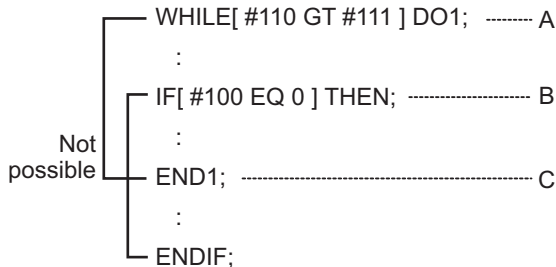 WHILE[ #110 GT #111 ] DO1; A
:
IF[ #100 EQ 0 ] THEN; B
:
Not
possible
END1; C
:
ENDIF;